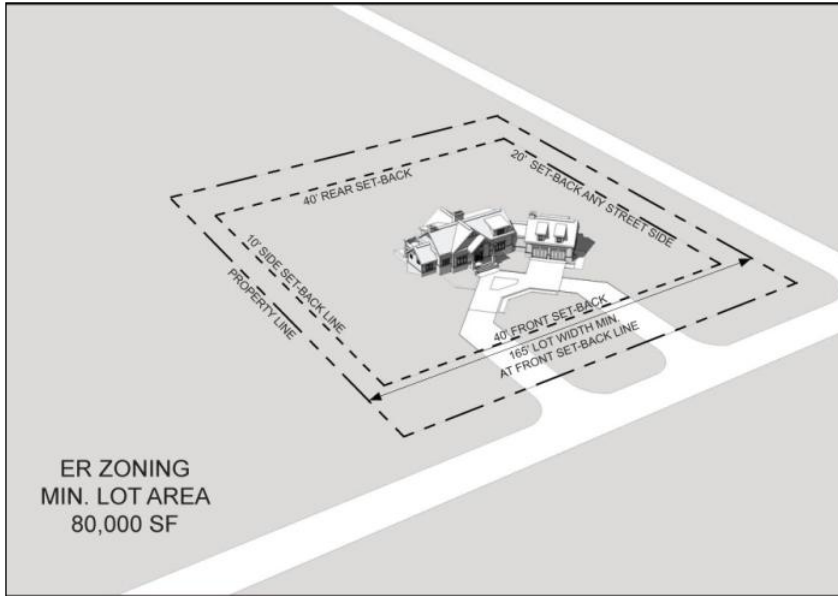 20' SET-BACK ANY STREET SIDE
40' REAR SET-BACK
10' SIDE SET-BACK LINE
PROPERTY LINE
40' FRONT SET-BACK
165' LOT WIDTH MIN.
AT FRONT SET-BACK LINE
ER ZONING
MIN. LOT AREA
80,000 SF